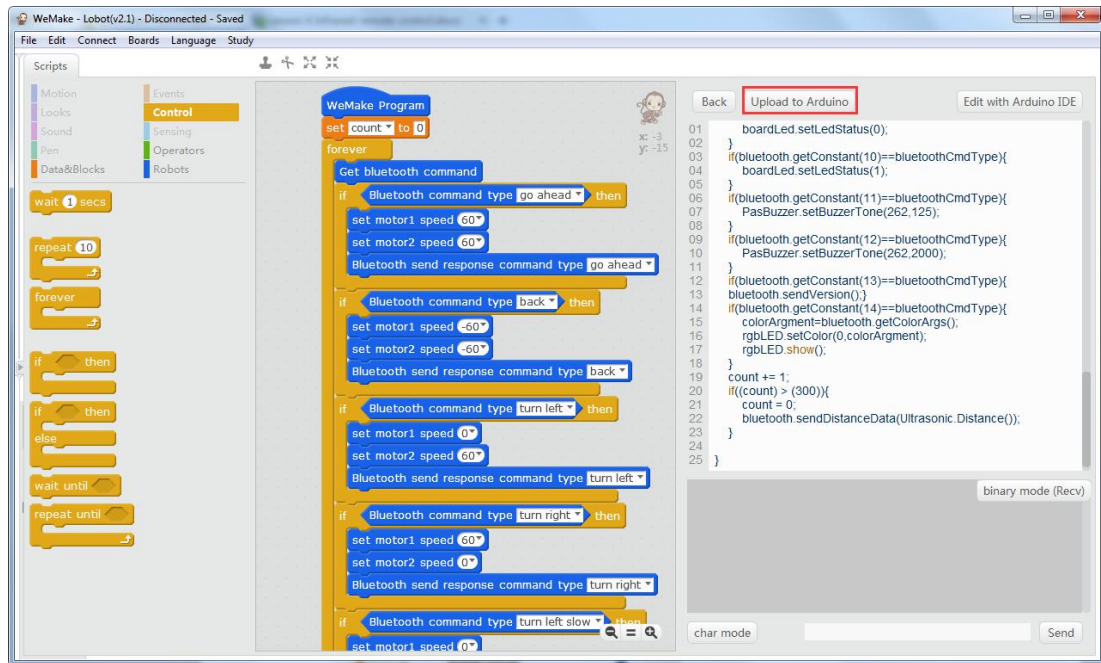 WeMake - Lobot(v2.1) - Disconnected - Saved
File Edit Connect Boards Language Study
Scripts
Motion
Looks
Sound
Pen
Data&Blocks
Events
Control
Sensing
Operators
Robots
wait 1 secs
repeat 10
forever
if then
if then
else
wait until
repeat until
WeMake Program
set count to 0
forever
Get bluetooth command
if Bluetooth command type go ahead then
set motor1 speed 60
set motor2 speed 60
Bluetooth send response command type go ahead
if Bluetooth command type back then
set motor1 speed -60
set motor2 speed -60
Bluetooth send response command type back
if Bluetooth command type turn left then
set motor1 speed 0
set motor2 speed 60
Bluetooth send response command type turn left
if Bluetooth command type turn right then
set motor1 speed 60
set motor2 speed 0
Bluetooth send response command type turn right
if Bluetooth command type turn left slow then
set motor1 speed 0
x: -3
y: -15
Back Upload to Arduino Edit with Arduino IDE
01 boardLed.setLedStatus(0);
02 }
03 if(bluetooth.getConstant(10)==bluetoothCmdType){
04 boardLed.setLedStatus(1);
05 }
06 if(bluetooth.getConstant(11)==bluetoothCmdType){
07 PasBuzzer.setBuzzerTone(262,125);
08 }
09 if(bluetooth.getConstant(12)==bluetoothCmdType){
10 PasBuzzer.setBuzzerTone(262,2000);
11 }
12 if(bluetooth.getConstant(13)==bluetoothCmdType){
13 bluetooth.sendVersion();}
14 if(bluetooth.getConstant(14)==bluetoothCmdType){
15 colorArgment=bluetooth.getColorArgs();
16 rgbLED.setColor(0,colorArgment);
17 rgbLED.show();
18 }
19 count += 1;
20 if((count) > (300)){
21 count = 0;
22 bluetooth.sendDistanceData(Ultrasonic.Distance());
23 }
24
25 }
binary mode (Recv)
char mode Send